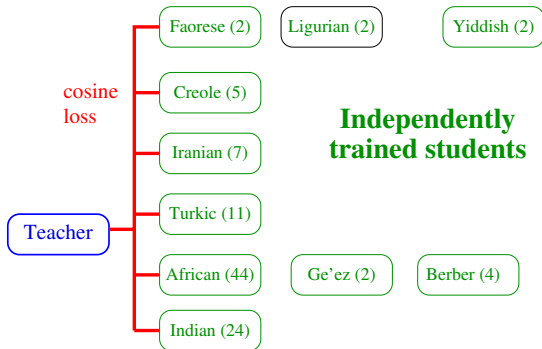 Faorese (2) Ligurian (2) Yiddish (2)
cosine
loss
Creole (5)
Independently
trained students
Iranian (7)
Turkic (11)
Teacher
African (44) Ge'ez (2) Berber (4)
Indian (24)